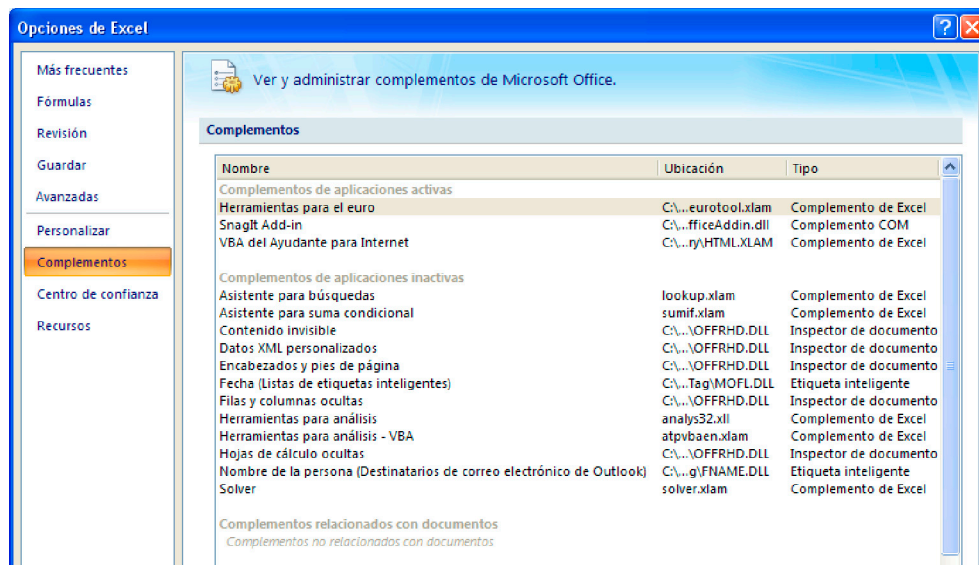 Opciones de Excel
Más frecuentes
Fórmulas
Revisión
Guardar
Avanzadas
Personalizar
Complementos
Centro de confianza
Recursos
Ver y administrar complementos de Microsoft Office.
Complementos
Nombre Ubicación Tipo
Complementos de aplicaciones activas
Herramientas para el euro C:\...eurotool.xlam Complemento de Excel
SnagIt Add-in C:\...fficeAddin.dll Complemento COM
VBA del Ayudante para Internet C:\...ry\HTML.XLAM Complemento de Excel
Complementos de aplicaciones inactivas
Asistente para búsquedas lookup.xlam Complemento de Excel
Asistente para suma condicional sumif.xlam Complemento de Excel
Contenido invisible C:\...\OFFRHD.DLL Inspector de documento
Datos XML personalizados C:\...\OFFRHD.DLL Inspector de documento
Encabezados y pies de página C:\...\OFFRHD.DLL Inspector de documento
Fecha (Listas de etiquetas inteligentes) C:\...Tag\MOFL.DLL Etiqueta inteligente
Filas y columnas ocultas C:\...\OFFRHD.DLL Inspector de documento
Herramientas para análisis analys32.xll Complemento de Excel
Herramientas para análisis - VBA atpvbaen.xlam Complemento de Excel
Hojas de cálculo ocultas C:\...\OFFRHD.DLL Inspector de documento
Nombre de la persona (Destinatarios de correo electrónico de Outlook) C:\...g\FNAME.DLL Etiqueta inteligente
Solver solver.xlam Complemento de Excel
Complementos relacionados con documentos
Complementos no relacionados con documentos